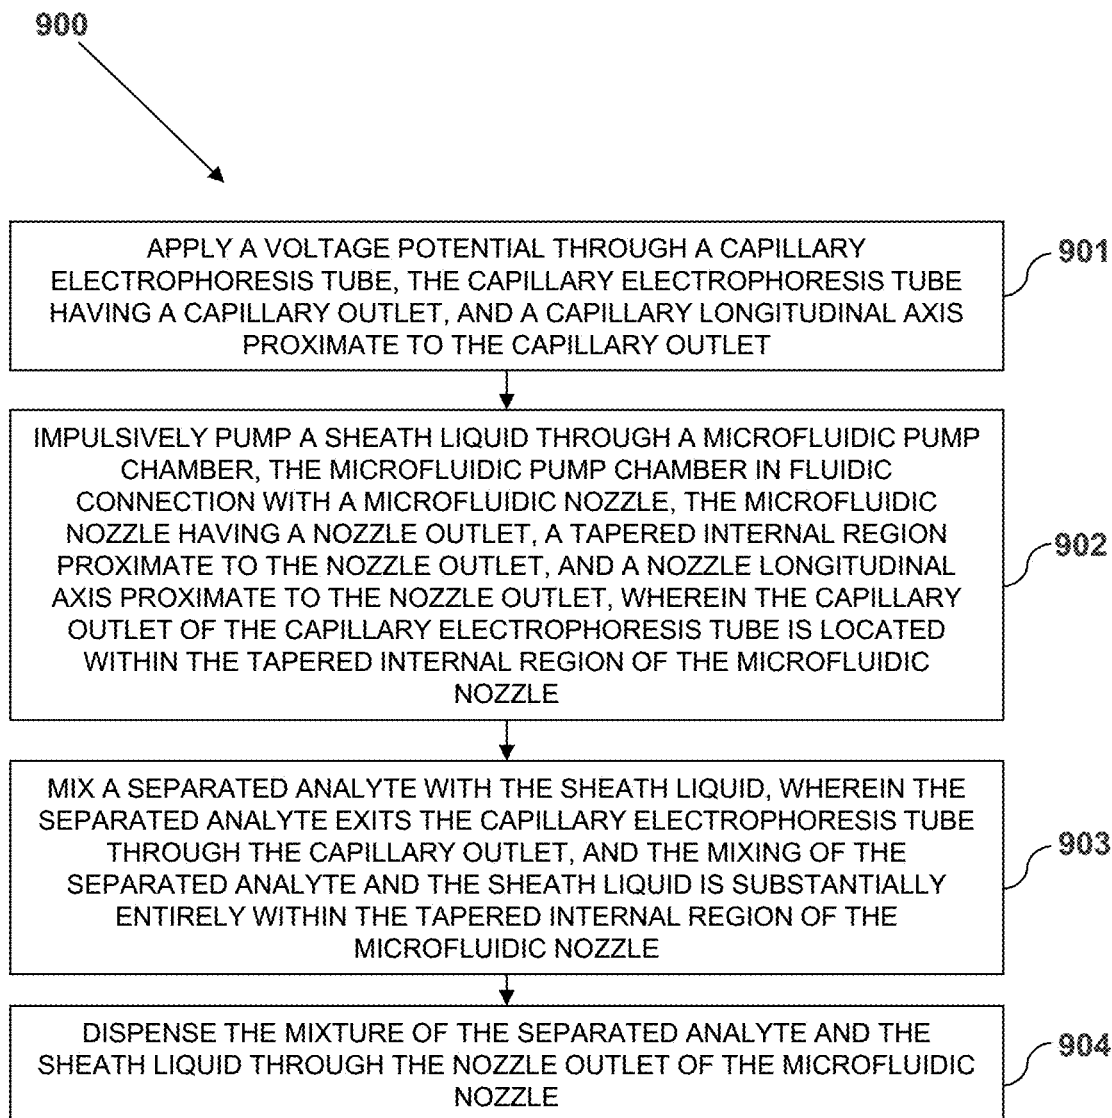 900
APPLY A VOLTAGE POTENTIAL THROUGH A CAPILLARY
ELECTROPHORESIS TUBE, THE CAPILLARY ELECTROPHORESIS TUBE
HAVING A CAPILLARY OUTLET, AND A CAPILLARY LONGITUDINAL AXIS
PROXIMATE TO THE CAPILLARY OUTLET
901
IMPULSIVELY PUMP A SHEATH LIQUID THROUGH A MICROFLUIDIC PUMP
CHAMBER, THE MICROFLUIDIC PUMP CHAMBER IN FLUIDIC
CONNECTION WITH A MICROFLUIDIC NOZZLE, THE MICROFLUIDIC
NOZZLE HAVING A NOZZLE OUTLET, A TAPERED INTERNAL REGION
PROXIMATE TO THE NOZZLE OUTLET, AND A NOZZLE LONGITUDINAL
AXIS PROXIMATE TO THE NOZZLE OUTLET, WHEREIN THE CAPILLARY
OUTLET OF THE CAPILLARY ELECTROPHORESIS TUBE IS LOCATED
WITHIN THE TAPERED INTERNAL REGION OF THE MICROFLUIDIC
NOZZLE
902
MIX A SEPARATED ANALYTE WITH THE SHEATH LIQUID, WHEREIN THE
SEPARATED ANALYTE EXITS THE CAPILLARY ELECTROPHORESIS TUBE
THROUGH THE CAPILLARY OUTLET, AND THE MIXING OF THE
SEPARATED ANALYTE AND THE SHEATH LIQUID IS SUBSTANTIALLY
ENTIRELY WITHIN THE TAPERED INTERNAL REGION OF THE
MICROFLUIDIC NOZZLE
903
DISPENSE THE MIXTURE OF THE SEPARATED ANALYTE AND THE
SHEATH LIQUID THROUGH THE NOZZLE OUTLET OF THE MICROFLUIDIC
NOZZLE
904